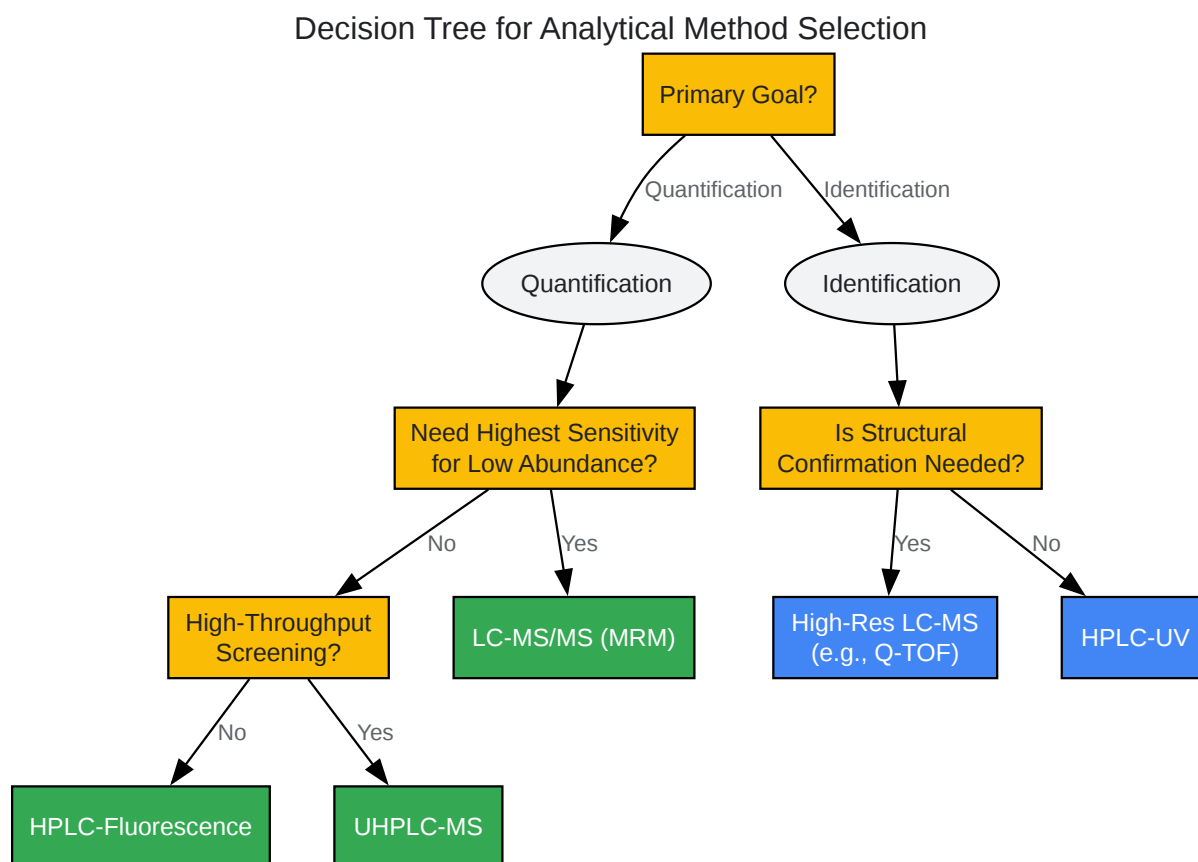 Decision Tree for Analytical Method Selection
Primary Goal?
Quantification
Identification
Quantification
Identification
Need Highest Sensitivity
for Low Abundance?
Is Structural
Confirmation Needed?
No
Yes
Yes
No
High-Throughput
Screening?
LC-MS/MS (MRM)
High-Res LC-MS
(e.g., Q-TOF)
HPLC-UV
No
Yes
HPLC-Fluorescence
UHPLC-MS